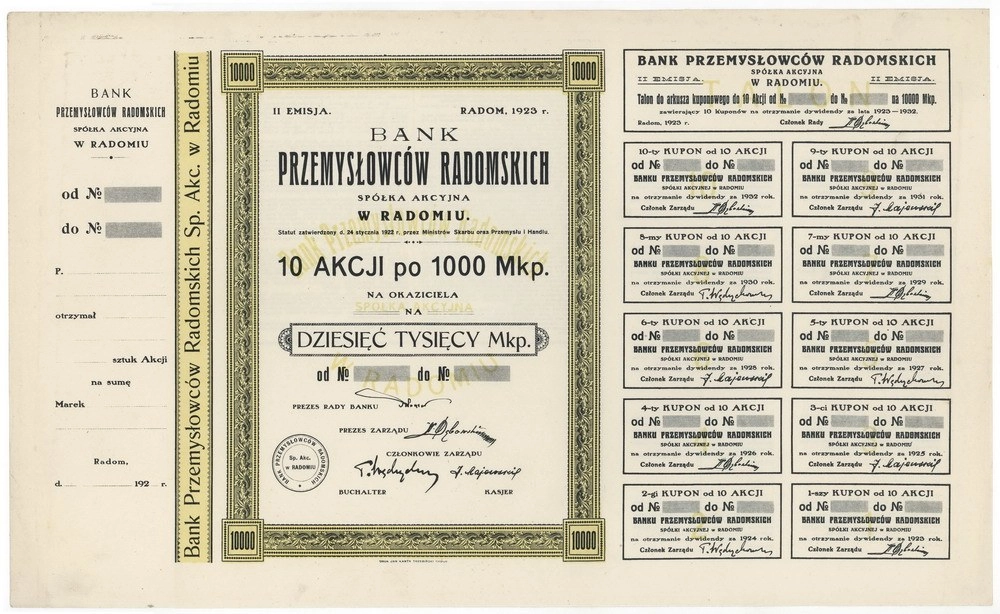 BANK
PRZEMYSŁOWCÓW RADOMSKICH
SPÓŁKA AKCYJNA
W RADOMIU
od №
do №
P.
otrzymał
sztuk Akcji
na sumę
Marek
Radom,
d. 192 r.
Bank Przemysłowców Radomskich Sp. Akc. w Radomiu
10000
10000
II EMISJA. RADOM, 1923 r.
BANK
PRZEMYSŁOWCÓW RADOMSKICH
SPÓŁKA AKCYJNA
W RADOMIU.
Statut zatwierdzony d. 24 stycznia 1922 r. przez Ministrów Skarbu oraz Przemysłu i Handlu.
10 AKCJI po 1000 Mkp.
NA OKAZICIELA
SPÓŁKA AKCYJNA
NA
DZIESIĘĆ TYSIĘCY Mkp.
W RADOMIU
od № do №
PREZES RADY BANKU
PREZES ZARZĄDU
CZŁONKOWIE ZARZĄDU
BANK PRZEMYSŁOWCÓW RADOMSKICH
Sp. Akc.
w RADOMIU
BUCHALTER KASJER
10000
10000
BANK PRZEMYSŁOWCÓW RADOMSKICH
SPÓŁKA AKCYJNA
II EMISJA. W RADOMIU. II EMISJA.
TALON
Talon do arkusza kuponowego do 10 Akcji od № do № na 10000 Mkp.
zawierający 10 Kuponów na otrzymanie dywidendy za lata 1923—1932.
Radom, 1923 r. Członek Rady
10-ty KUPON od 10 AKCJI
od № do №
BANKU PRZEMYSŁOWCÓW RADOMSKICH
SPÓŁKI AKCYJNEJ w RADOMIU
na otrzymanie dywidendy za 1932 rok.
Członek Zarządu
9-ty KUPON od 10 AKCJI
od № do №
BANKU PRZEMYSŁOWCÓW RADOMSKICH
SPÓŁKI AKCYJNEJ w RADOMIU
na otrzymanie dywidendy za 1931 rok.
Członek Zarządu
8-my KUPON od 10 AKCJI
od № do №
BANKU PRZEMYSŁOWCÓW RADOMSKICH
SPÓŁKI AKCYJNEJ w RADOMIU
na otrzymanie dywidendy za 1930 rok.
Członek Zarządu
7-my KUPON od 10 AKCJI
od № do №
BANKU PRZEMYSŁOWCÓW RADOMSKICH
SPÓŁKI AKCYJNEJ w RADOMIU
na otrzymanie dywidendy za 1929 rok.
Członek Zarządu
6-ty KUPON od 10 AKCJI
od № do №
BANKU PRZEMYSŁOWCÓW RADOMSKICH
SPÓŁKI AKCYJNEJ w RADOMIU
na otrzymanie dywidendy za 1928 rok.
Członek Zarządu
5-ty KUPON od 10 AKCJI
od № do №
BANKU PRZEMYSŁOWCÓW RADOMSKICH
SPÓŁKI AKCYJNEJ w RADOMIU
na otrzymanie dywidendy za 1927 rok.
Członek Zarządu
4-ty KUPON od 10 AKCJI
od № do №
BANKU PRZEMYSŁOWCÓW RADOMSKICH
SPÓŁKI AKCYJNEJ w RADOMIU
na otrzymanie dywidendy za 1926 rok.
Członek Zarządu
3-ci KUPON od 10 AKCJI
od № do №
BANKU PRZEMYSŁOWCÓW RADOMSKICH
SPÓŁKI AKCYJNEJ w RADOMIU
na otrzymanie dywidendy za 1925 rok.
Członek Zarządu
2-gi KUPON od 10 AKCJI
od № do №
BANKU PRZEMYSŁOWCÓW RADOMSKICH
SPÓŁKI AKCYJNEJ w RADOMIU
na otrzymanie dywidendy za 1924 rok.
Członek Zarządu
1-szy KUPON od 10 AKCJI
od № do №
BANKU PRZEMYSŁOWCÓW RADOMSKICH
SPÓŁKI AKCYJNEJ w RADOMIU
na otrzymanie dywidendy za 1923 rok.
Członek Zarządu